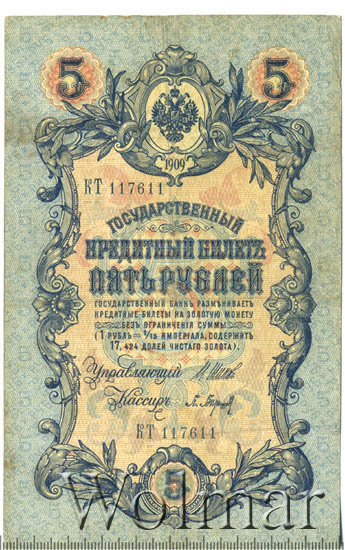 5 5
1909
КТ 117611
ГОСУДАРСТВЕННЫЙ
КРЕДИТНЫЙ БИЛЕТЪ
ПЯТЬ РУБЛЕЙ
ГОСУДАРСТВЕННЫЙ БАНКЪ РАЗМѢНИВАЕТЪ
КРЕДИТНЫЕ БИЛЕТЫ НА ЗОЛОТУЮ МОНЕТУ
БЕЗЪ ОГРАНИЧЕНІЯ СУММЫ
(1 РУБЛЬ = 1/15 ИМПЕРІАЛА, СОДЕРЖИТЪ
17,424 ДОЛЕЙ ЧИСТАГО ЗОЛОТА).
Управляющій
Кассиръ
КТ 117611
5
Wolmar